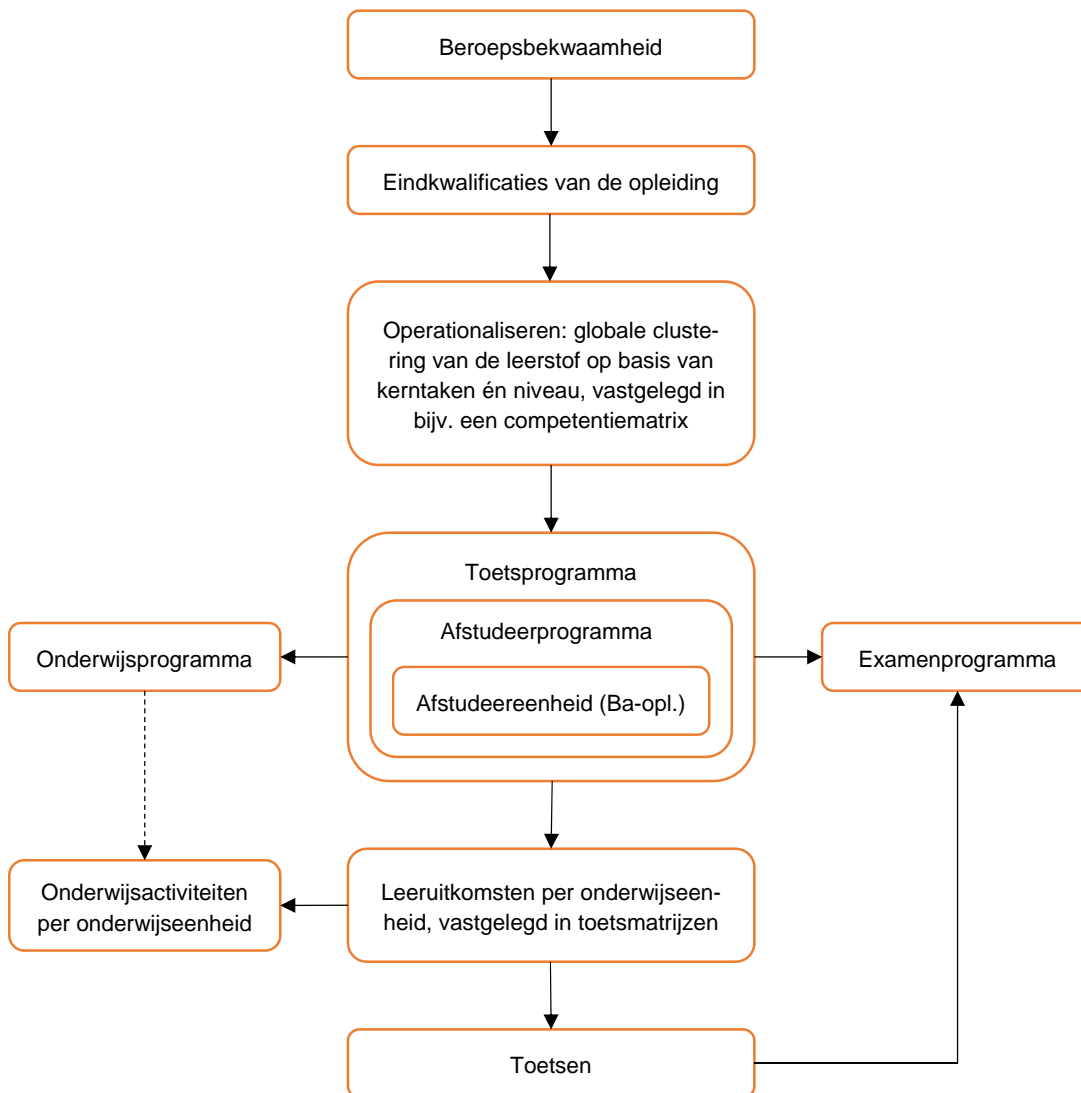 Beroepsbekwaamheid
Eindkwalificaties van de opleiding
Operationaliseren: globale cluste-
ring van de leerstof op basis van
kerntaken én niveau, vastgelegd in
bijv. een competentiematrix
Toetsprogramma
Afstudeerprogramma
Afstudeereenheid (Ba-opl.)
Onderwijsprogramma
Examenprogramma
Onderwijsactiviteiten
per onderwijseenheid
Leeruitkomsten per onderwijseen-
heid, vastgelegd in toetsmatrijzen
Toetsen